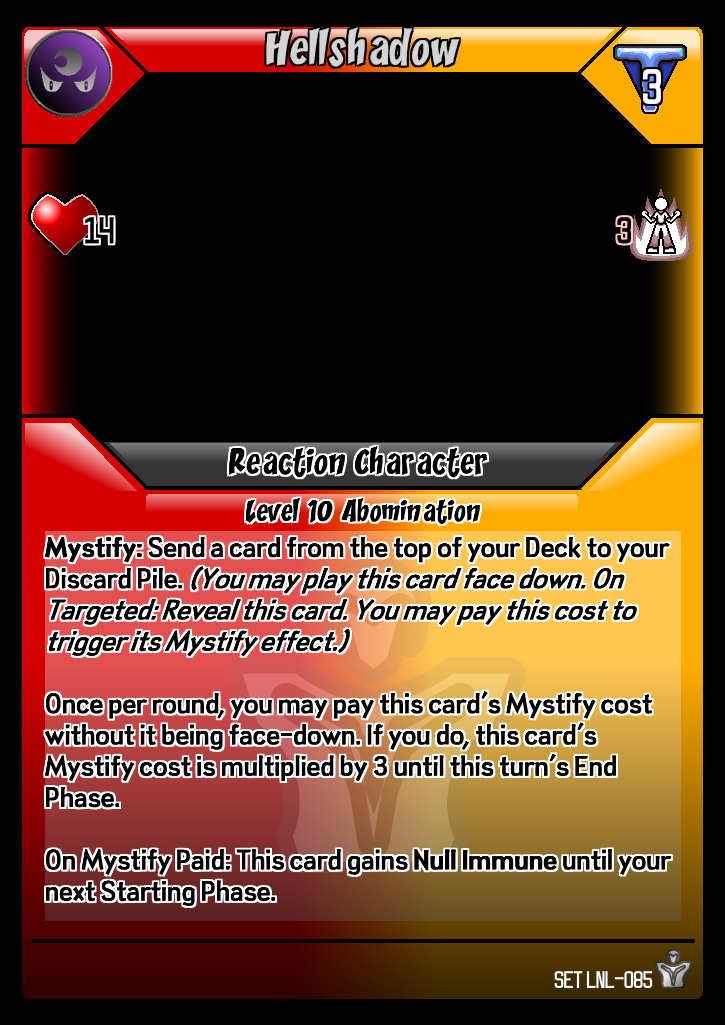 Hellshadow
3
14
3
Reaction Character
Level 10 Abomination
Mystify: Send a card from the top of your Deck to your
Discard Pile. (You may play this card face down. On
Targeted: Reveal this card. You may pay this cost to
trigger its Mystify effect.)
Once per round, you may pay this card's Mystify cost
without it being face-down. If you do, this card's
Mystify cost is multiplied by 3 until this turn's End
Phase.
On Mystify Paid: This card gains Null Immune until your
next Starting Phase.
SET LNL-085